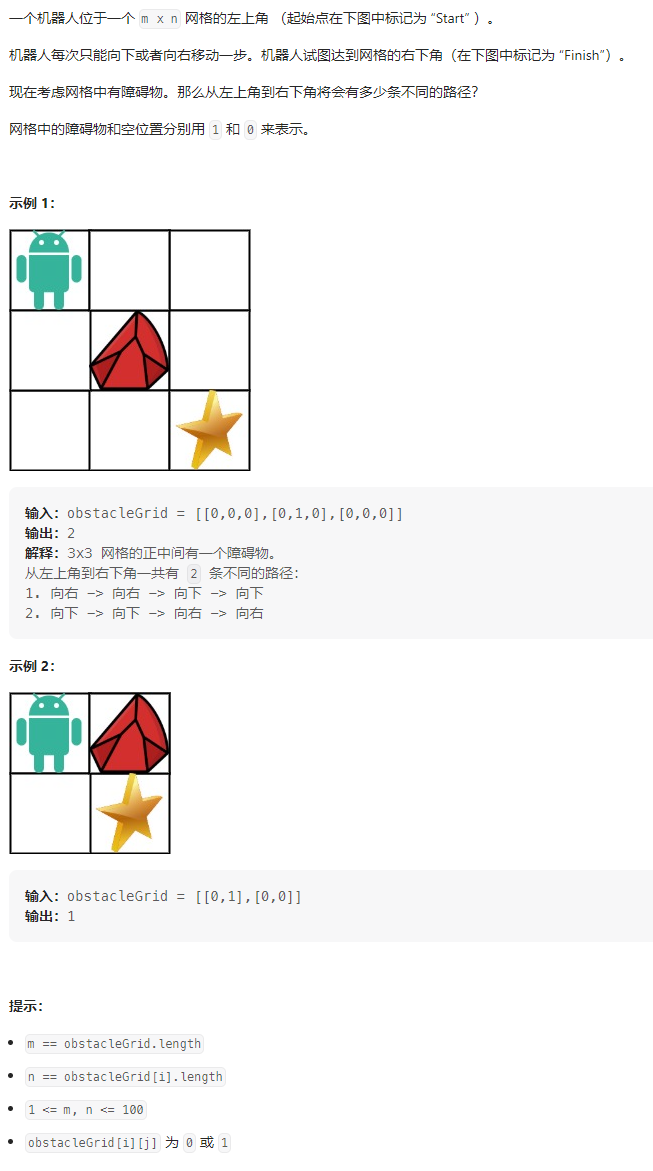 一个机器人位于一个 m x n 网格的左上角 （起始点在下图中标记为 “Start” ）。
机器人每次只能向下或者向右移动一步。机器人试图达到网格的右下角（在下图中标记为 “Finish”）。
现在考虑网格中有障碍物。那么从左上角到右下角将会有多少条不同的路径？
网格中的障碍物和空位置分别用 1 和 0 来表示。
示例 1：
输入：obstacleGrid = [[0,0,0],[0,1,0],[0,0,0]]
输出：2
解释：3x3 网格的正中间有一个障碍物。
从左上角到右下角一共有 2 条不同的路径：
1. 向右 -> 向右 -> 向下 -> 向下
2. 向下 -> 向下 -> 向右 -> 向右
示例 2：
输入：obstacleGrid = [[0,1],[0,0]]
输出：1
提示：
• m == obstacleGrid.length
• n == obstacleGrid[i].length
• 1 <= m, n <= 100
• obstacleGrid[i][j] 为 0 或 1